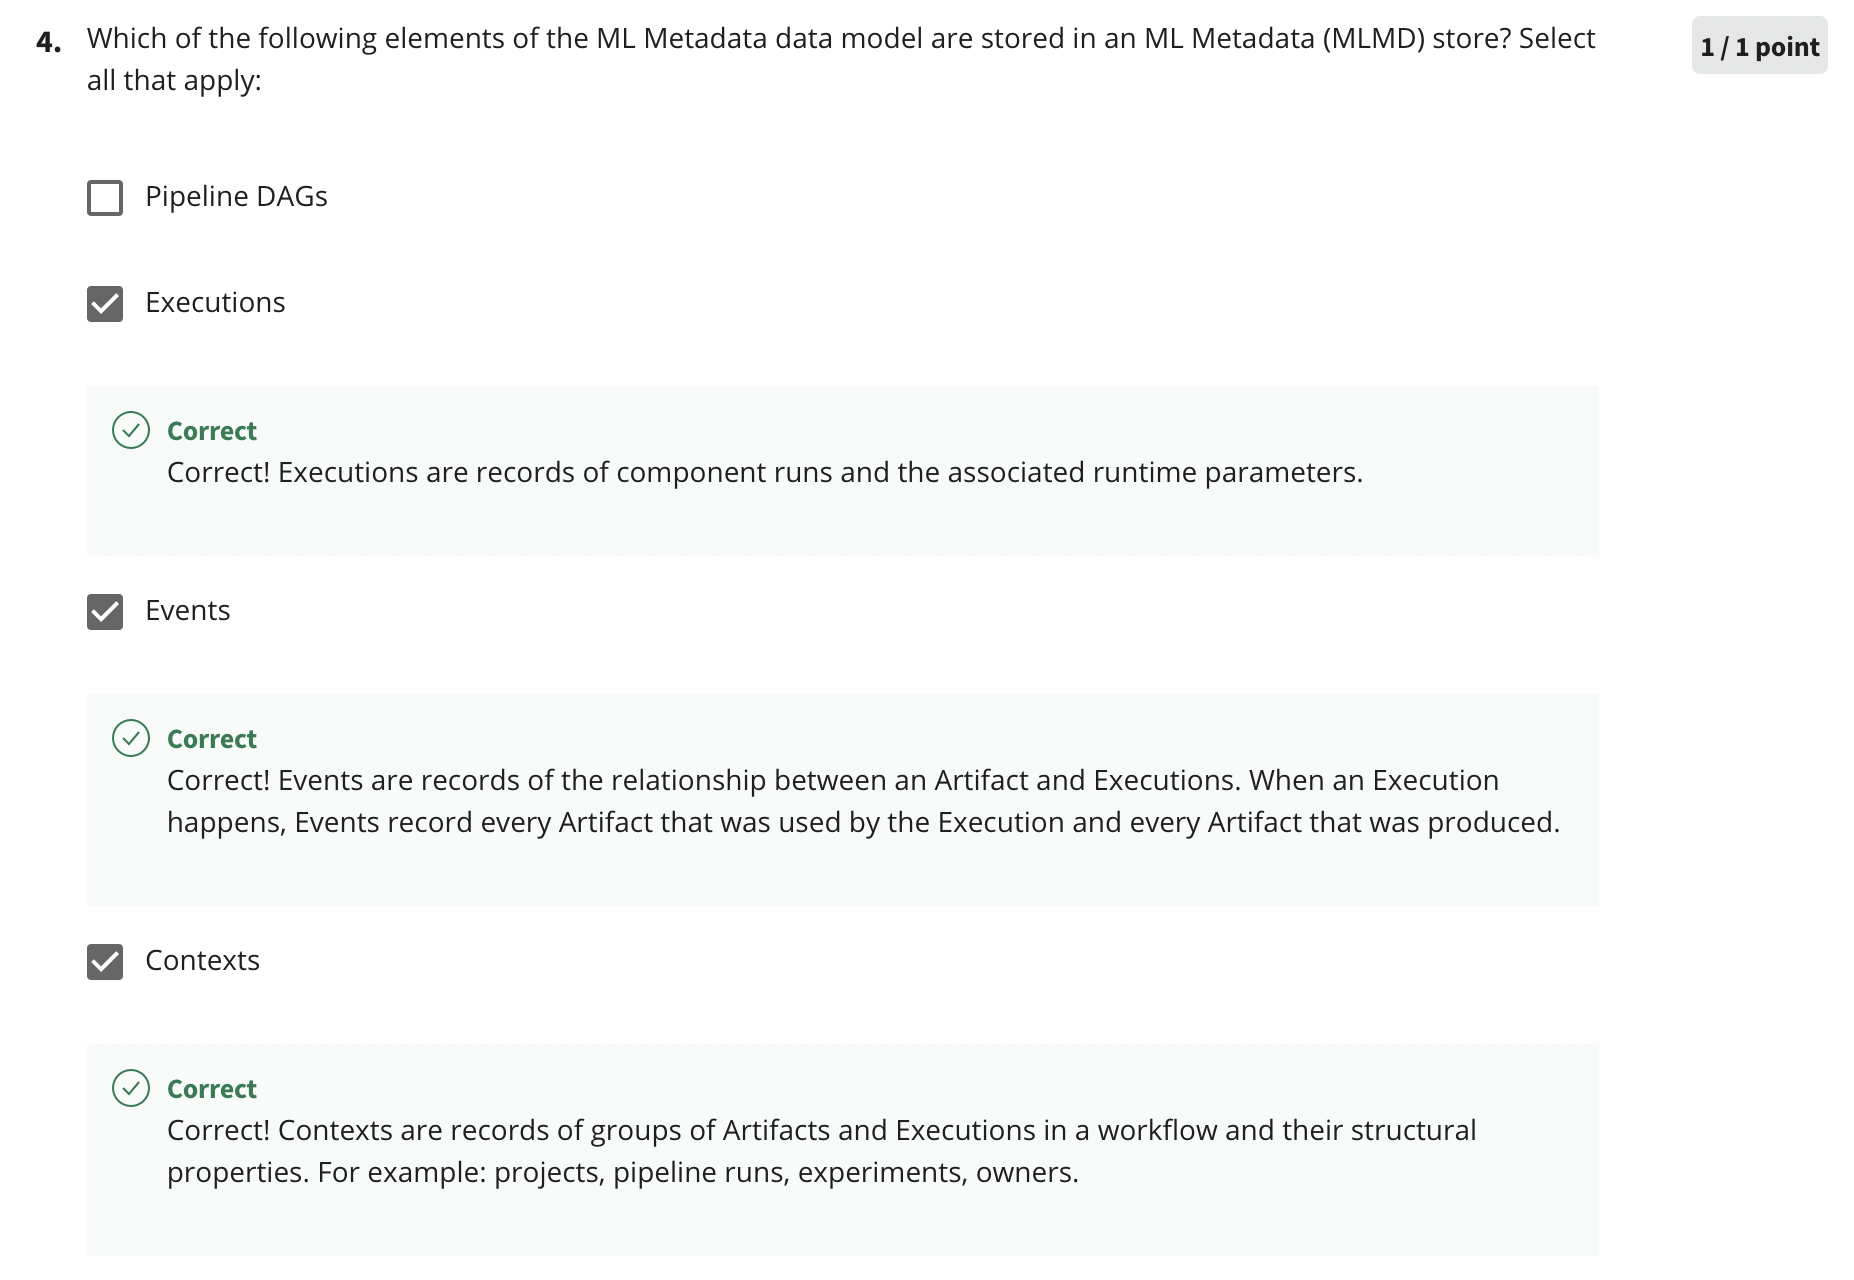 4. Which of the following elements of the ML Metadata data model are stored in an ML Metadata (MLMD) store? Select
all that apply:
1 / 1 point
Pipeline DAGs
Executions
Correct
Correct! Executions are records of component runs and the associated runtime parameters.
Events
Correct
Correct! Events are records of the relationship between an Artifact and Executions. When an Execution
happens, Events record every Artifact that was used by the Execution and every Artifact that was produced.
Contexts
Correct
Correct! Contexts are records of groups of Artifacts and Executions in a workflow and their structural
properties. For example: projects, pipeline runs, experiments, owners.